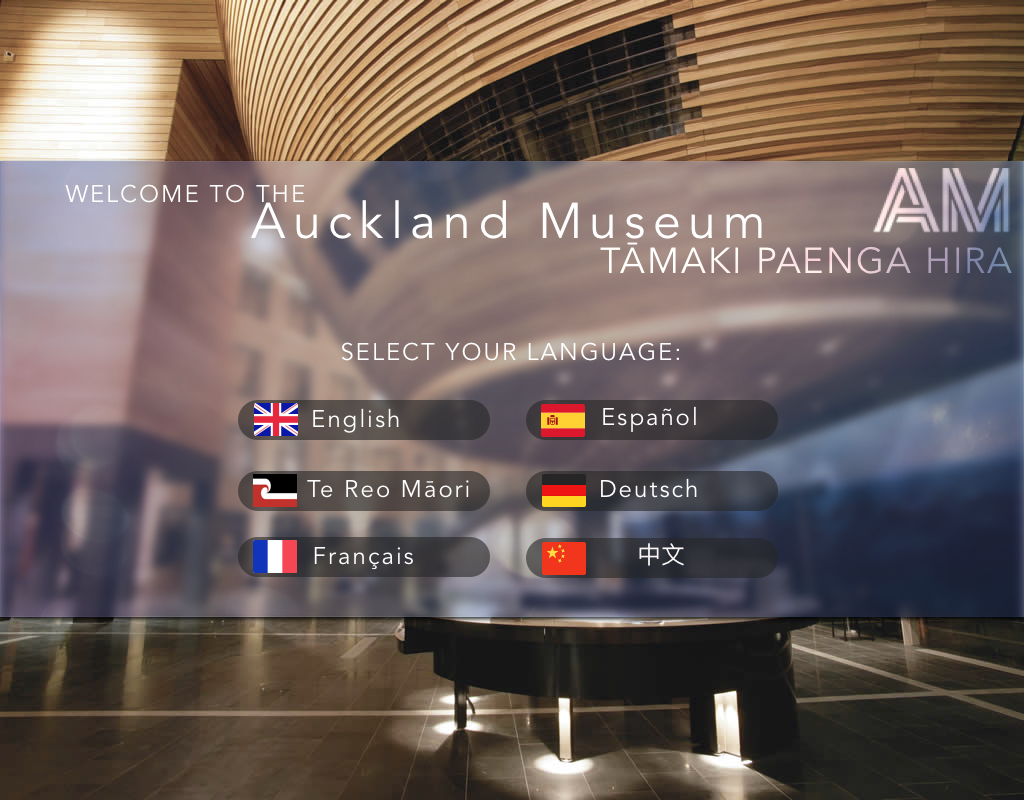 WELCOME TO THE
Auckland Museum
AM
TĀMAKI PAENGA HIRA
SELECT YOUR LANGUAGE:
English
Español
Te Reo Māori
Deutsch
Français
中文